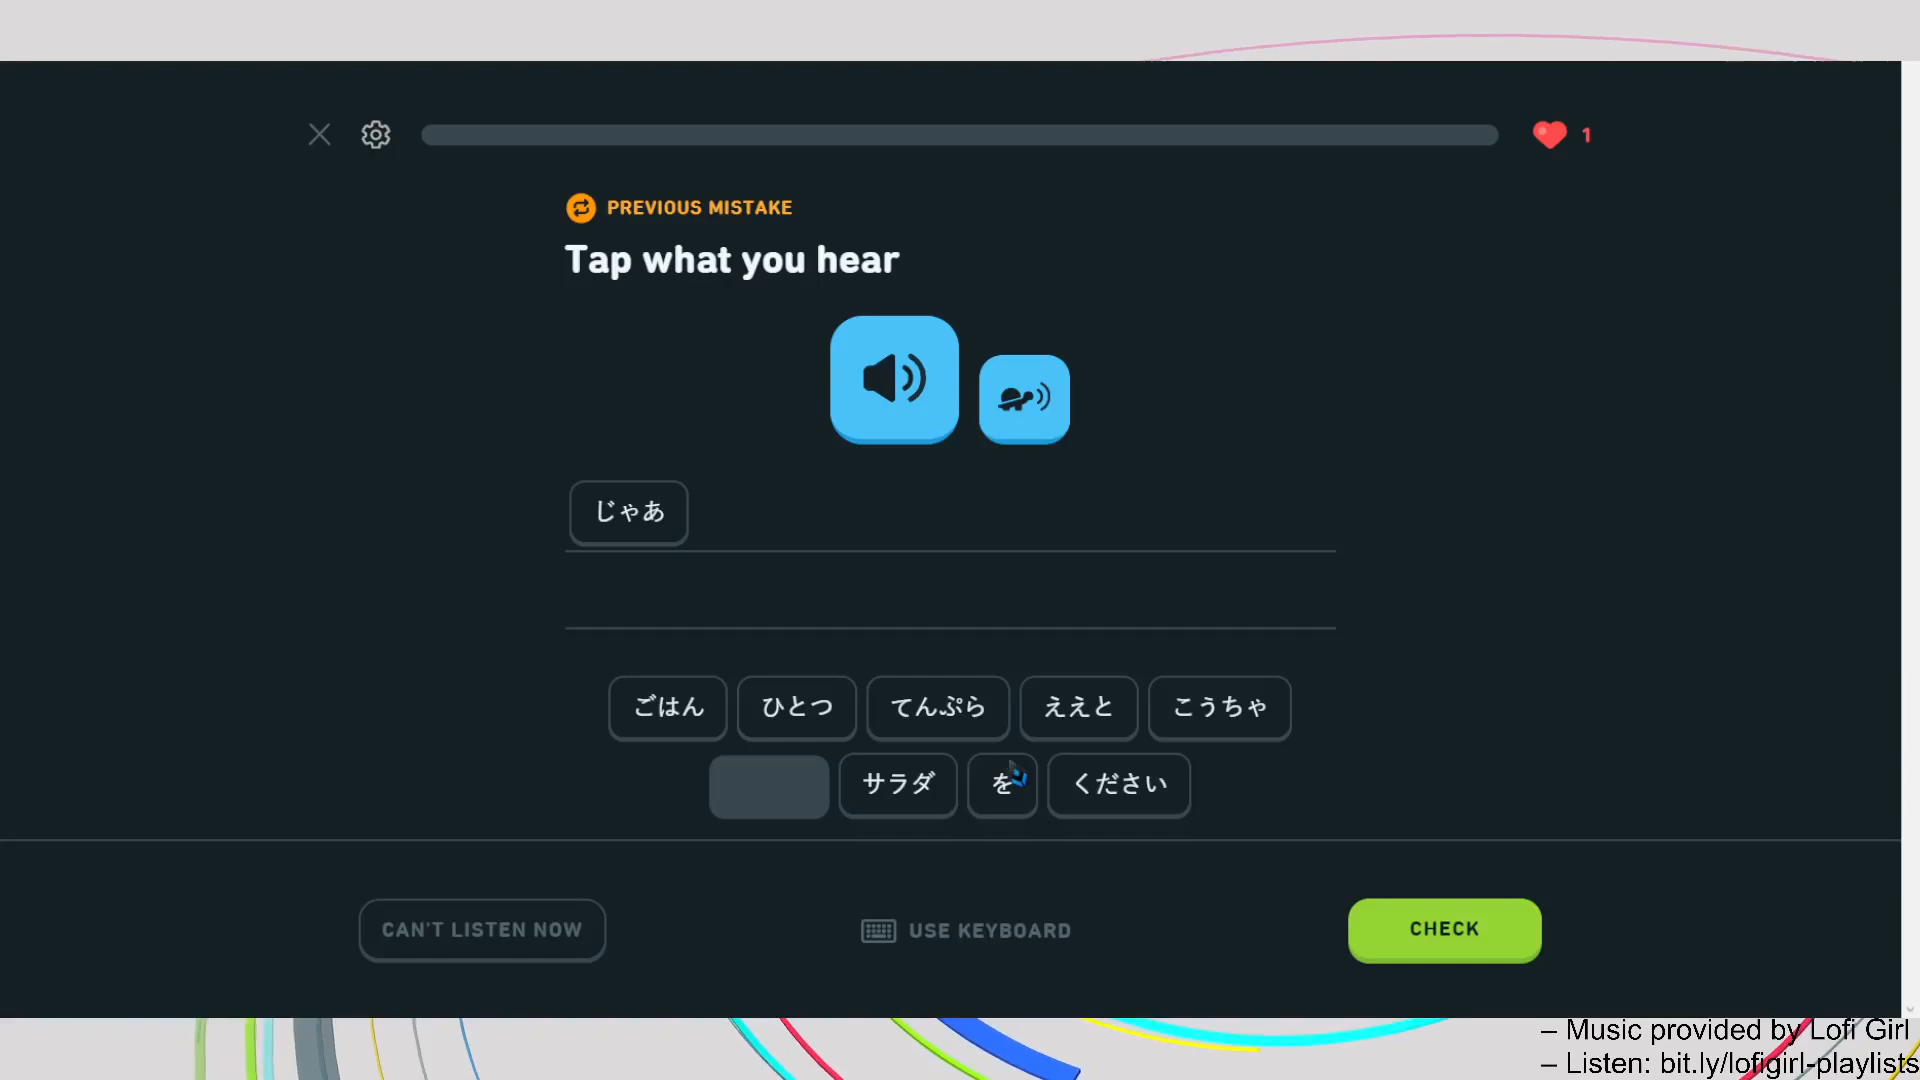 1
PREVIOUS MISTAKE
Tap what you hear
じゃあ
ごはん ひとつ てんぷら ええと こうちゃ
サラダ を ください
CAN'T LISTEN NOW USE KEYBOARD CHECK
– Music provided by Lofi Girl
– Listen: bit.ly/lofigirl-playlists